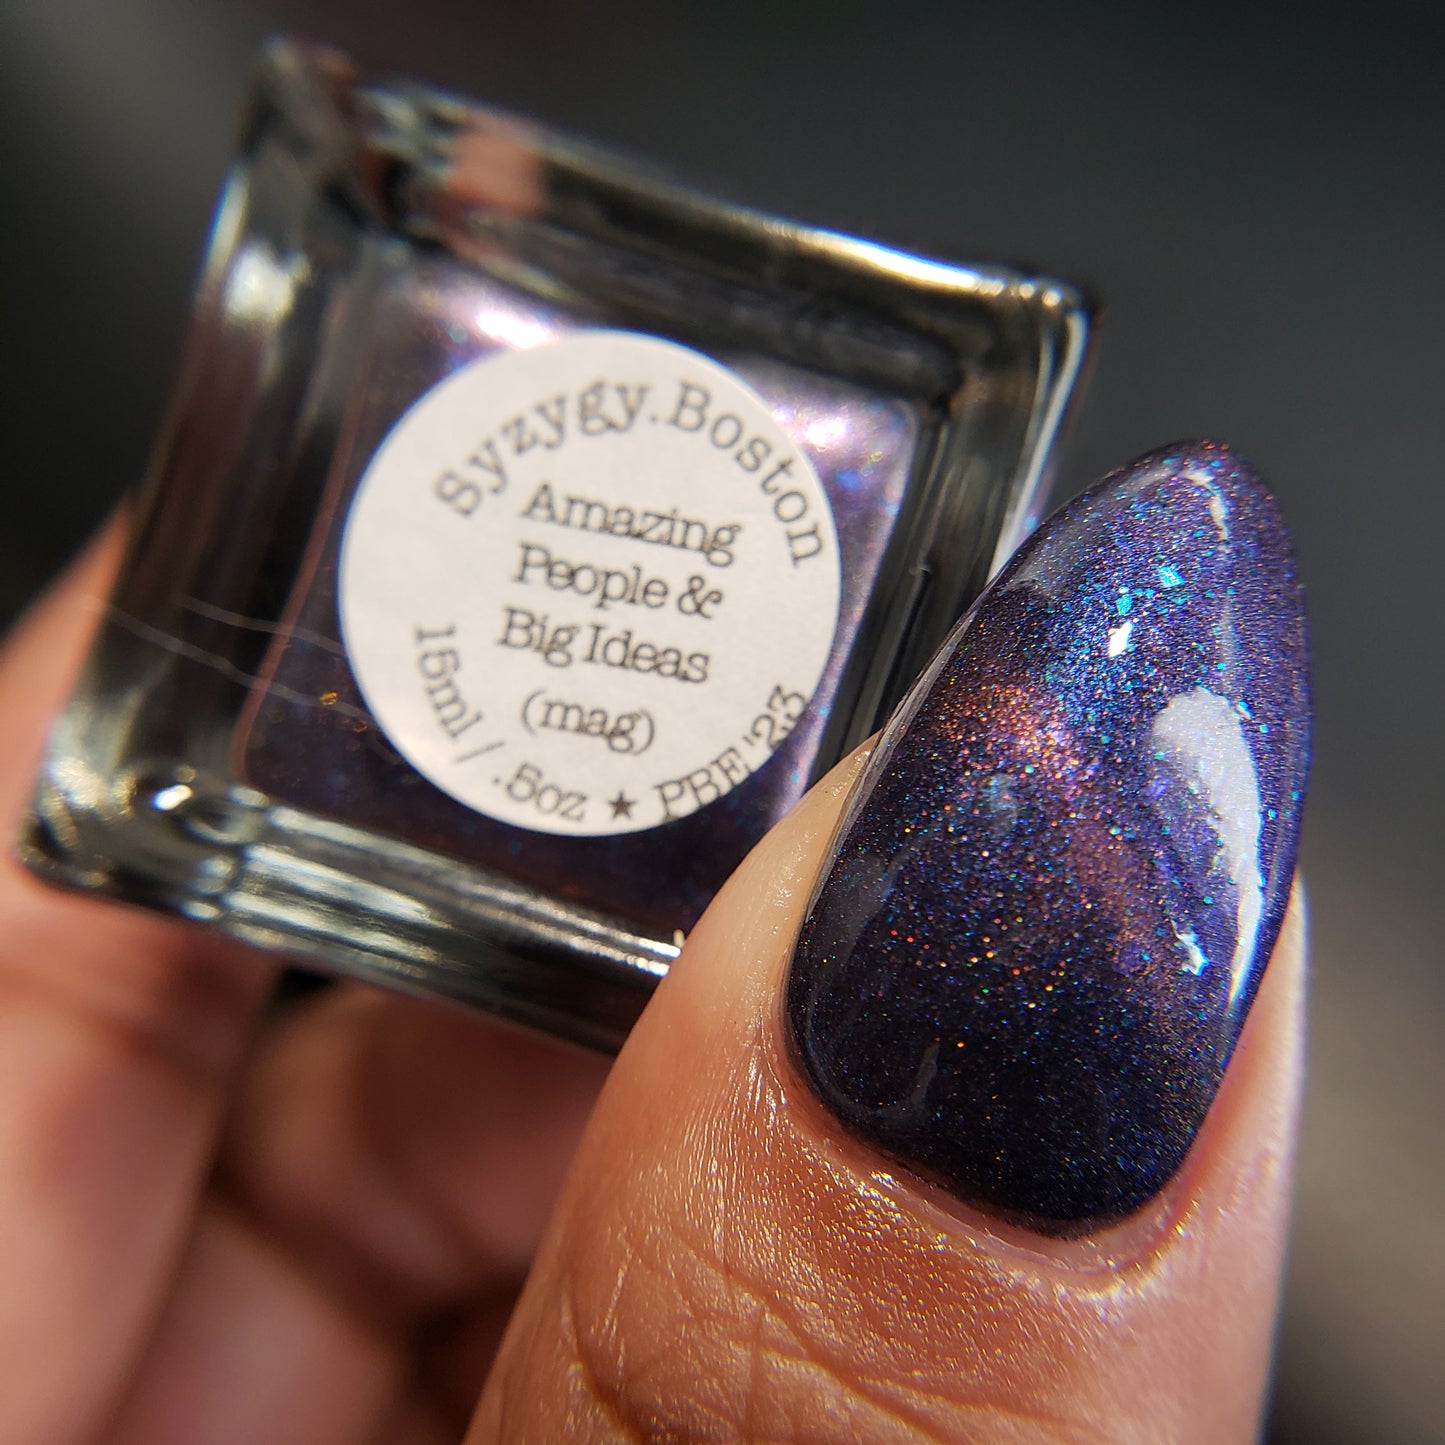 Syzygy.Boston
Amazing
People &
Big Ideas
(mag)
15ml / .5oz ★ PBE '23